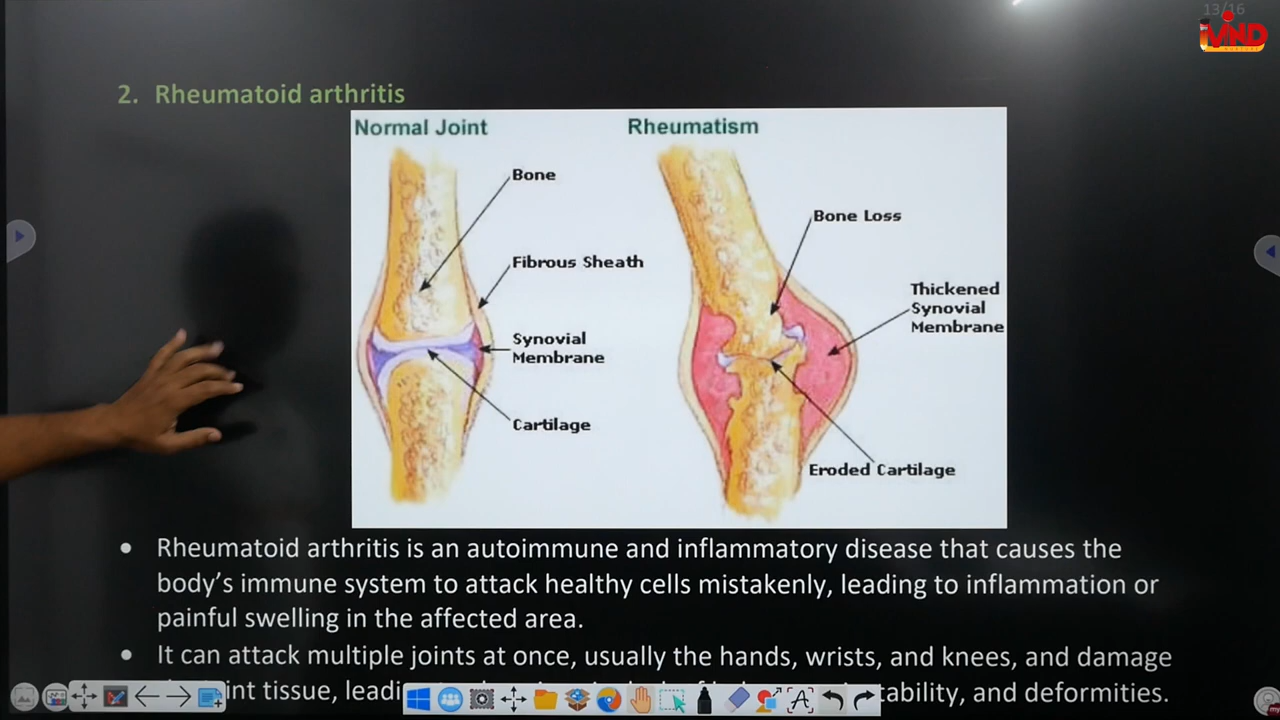 13/16
MND
2. Rheumatoid arthritis
Normal Joint
Rheumatism
Bone
Bone Loss
Fibrous Sheath
Thickened
Synovial
Membrane
Synovial
Membrane
Cartilage
Eroded Cartilage
• Rheumatoid arthritis is an autoimmune and inflammatory disease that causes the
body's immune system to attack healthy cells mistakenly, leading to inflammation or
painful swelling in the affected area.
• It can attack multiple joints at once, usually the hands, wrists, and knees, and damage
int tissue, leadi tability, and deformities.